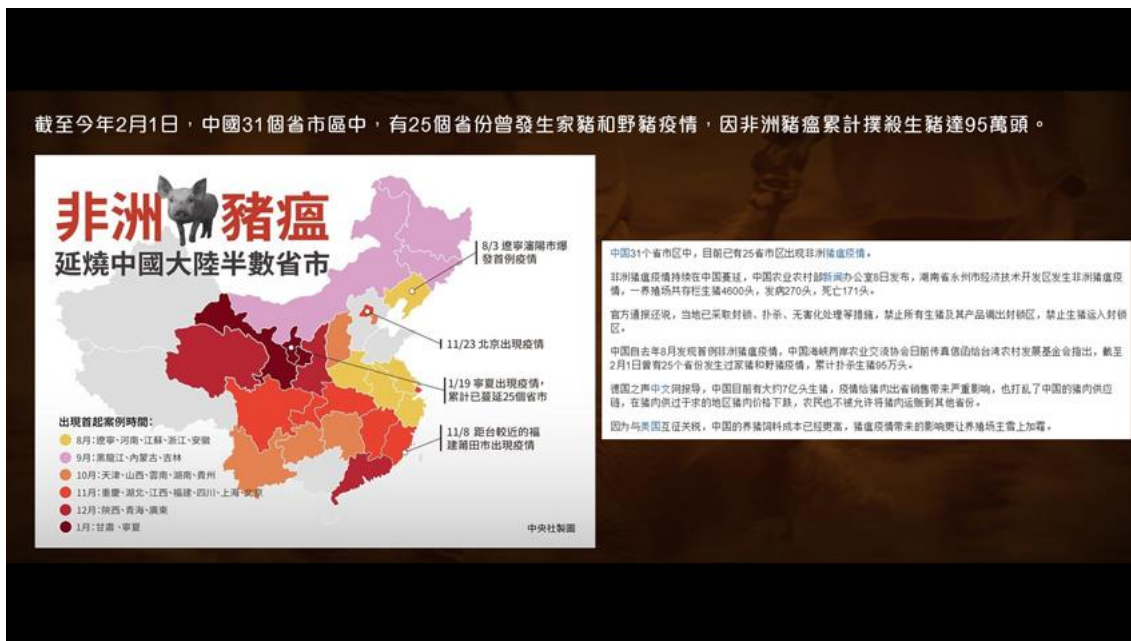 截至今年2月1日，中國31個省市區中，有25個省份曾發生家豬和野豬疫情，因非洲豬瘟累計撲殺生豬達95萬頭。
非洲豬瘟
延燒中國大陸半數省市
8/3 遼寧瀋陽市爆
發首例疫情
11/23 北京出現疫情
1/19 寧夏出現疫情，
累計已蔓延25個省市
11/8 距台較近的福
建莆田市出現疫情
出現首起案例時間：
8月：遼寧、河南、江蘇、浙江、安徽
9月：黑龍江、內蒙古、吉林
10月：天津、山西、雲南、湖南、貴州
11月：重慶、湖北、江西、福建、四川、上海、北京
12月：陝西、青海、廣東
1月：甘肅、寧夏
中央社製圖
中国31个省市区中，目前已有25省市区出现非洲猪瘟疫情。
非洲猪瘟疫情持续在中国蔓延，中国农业农村部新闻办公室8日发布，湖南省永州市经济技术开发区发生非洲猪瘟疫
情，一养殖场共存栏生猪4600头，发病270头，死亡171头。
官方通报还说，当地已采取封锁、扑杀、无害化处理等措施，禁止所有生猪及其产品调出封锁区，禁止生猪运入封锁
区。
中国自去年8月发现首例非洲猪瘟疫情，中国海峡两岸农业交流协会日前传真信函给台湾农村发展基金会指出，截至
2月1日曾有25个省份发生过家猪和野猪疫情，累计扑杀生猪95万头。
德国之声中文网报导，中国目前有大约7亿头生猪，疫情给猪肉出省销售带来严重影响，也打乱了中国的猪肉供应
链，在猪肉供过于求的地区猪肉价格下跌，农民也不被允许将猪肉运贩到其他省份。
因为与美国互征关税，中国的养猪饲料成本已经更高，猪瘟疫情带来的影响更让养殖场主雪上加霜。